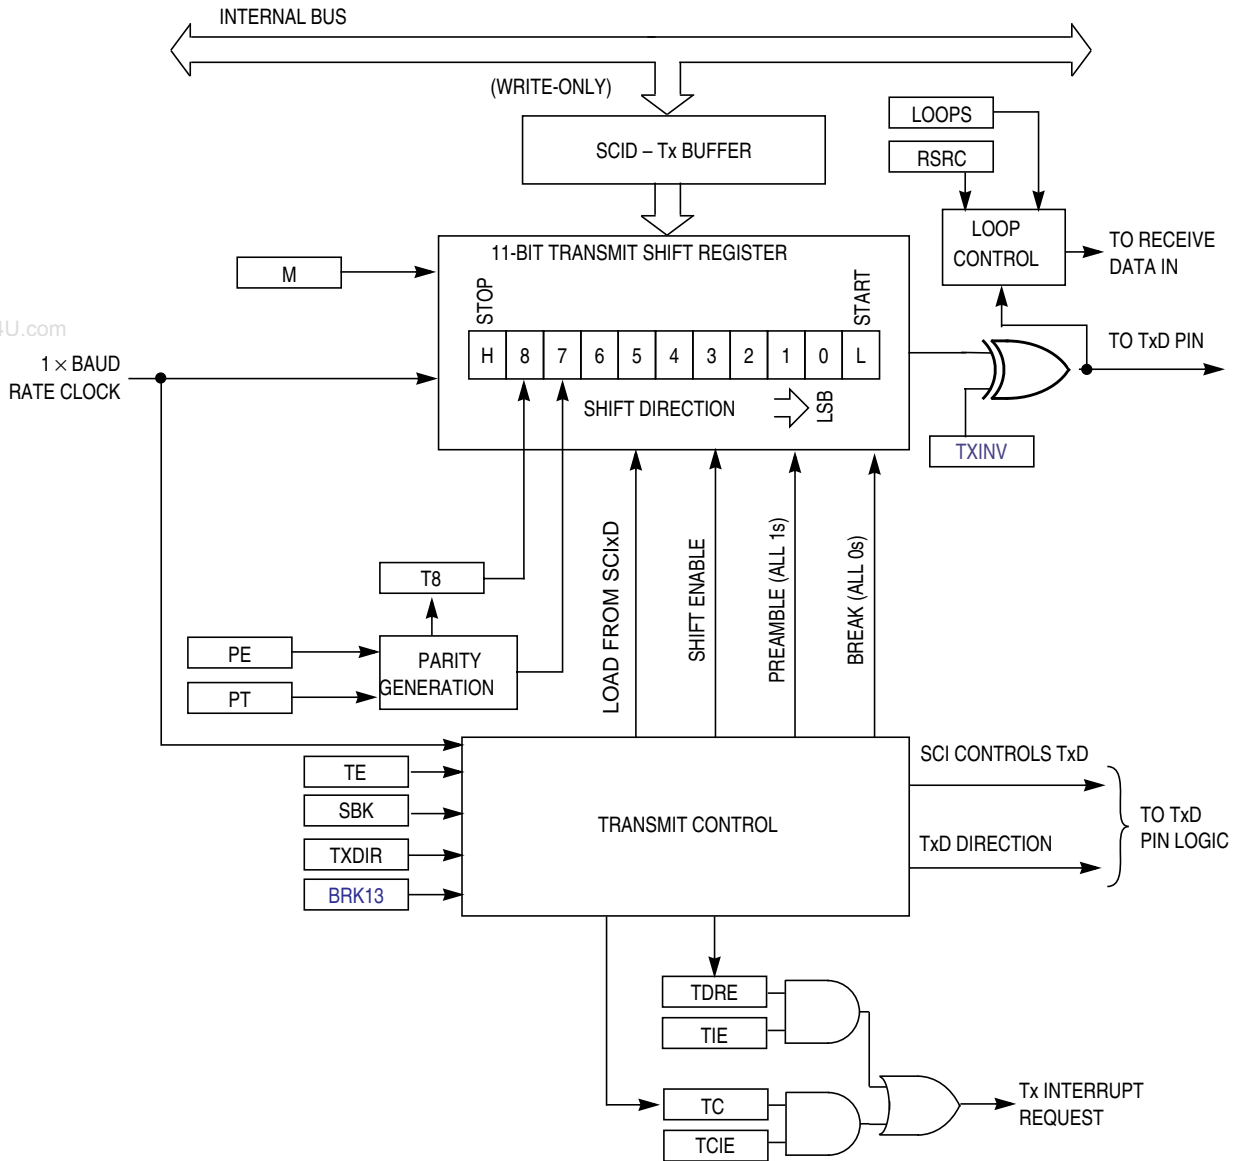 INTERNAL BUS
(WRITE-ONLY)
SCID – Tx BUFFER
LOOPS
RSRC
LOOP
CONTROL
TO RECEIVE
DATA IN
11-BIT TRANSMIT SHIFT REGISTER
M
STOP
START
H 8 7 6 5 4 3 2 1 0 L
SHIFT DIRECTION
LSB
4U.com
1 × BAUD
RATE CLOCK
TO TxD PIN
TXINV
T8
PE
PT
PARITY
GENERATION
LOAD FROM SCIxD
SHIFT ENABLE
PREAMBLE (ALL 1s)
BREAK (ALL 0s)
TE
SBK
TXDIR
BRK13
TRANSMIT CONTROL
SCI CONTROLS TxD
TxD DIRECTION
TO TxD
PIN LOGIC
TDRE
TIE
TC
TCIE
Tx INTERRUPT
REQUEST